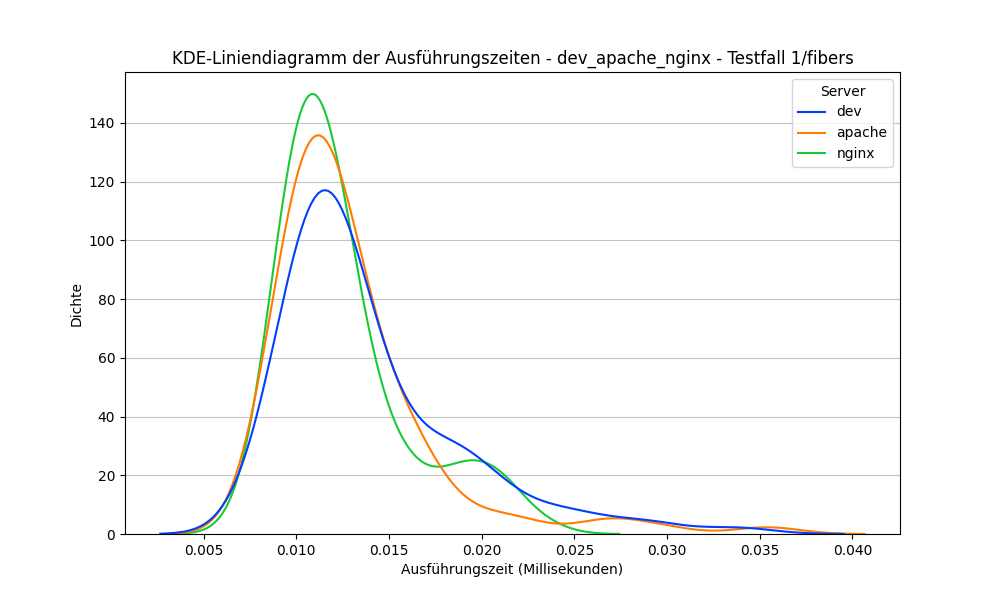 KDE-Liniendiagramm der Ausführungszeiten - dev_apache_nginx - Testfall 1/fibers
Server
dev
apache
nginx
Dichte
140
120
100
80
60
40
20
0
0.005 0.010 0.015 0.020 0.025 0.030 0.035 0.040
Ausführungszeit (Millisekunden)